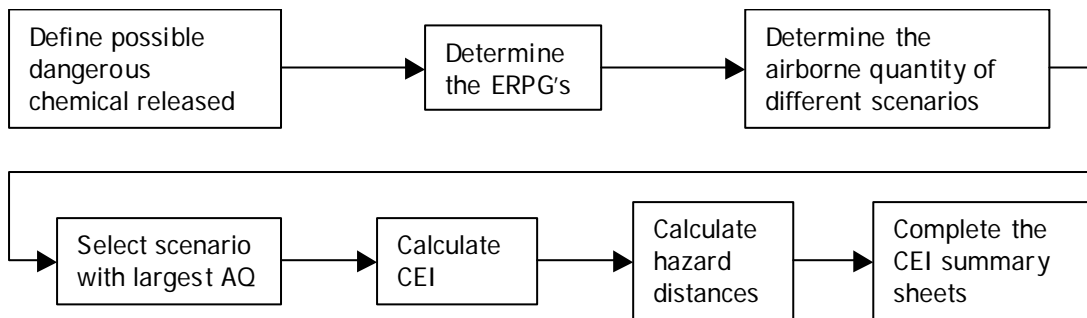 Define possible
dangerous
chemical released
Determine
the ERPG's
Determine the
airborne quantity of
different scenarios
Select scenario
with largest AQ
Calculate
CEI
Calculate
hazard
distances
Complete the
CEI summary
sheets